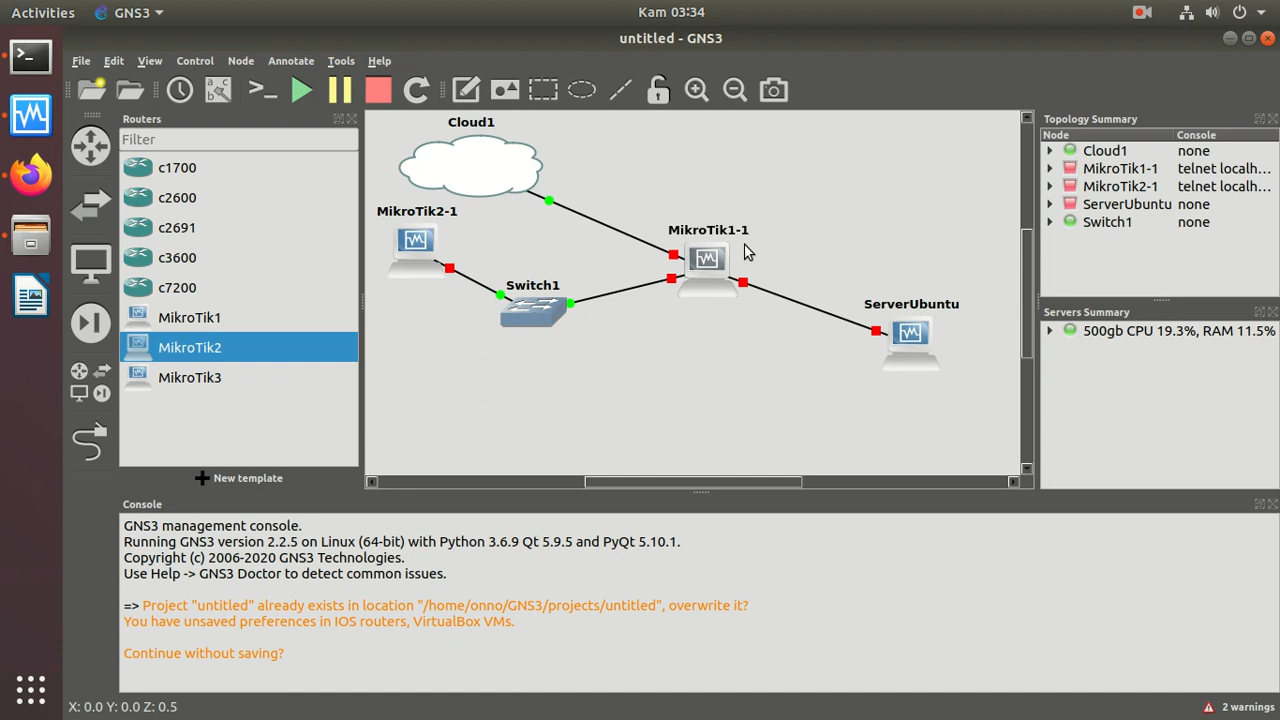 Activities
GNS3
Kam 03:34
untitled - GNS3
File Edit View Control Node Annotate Tools Help
Routers
Filter
c1700
c2600
c2691
c3600
c7200
MikroTik1
MikroTik2
MikroTik3
New template
Cloud1
MikroTik2-1
MikroTik1-1
Switch1
ServerUbuntu
Topology Summary
Node Console
Cloud1 none
MikroTik1-1 telnet localh...
MikroTik2-1 telnet localh...
ServerUbuntu none
Switch1 none
Servers Summary
500gb CPU 19.3%, RAM 11.5%
Console
GNS3 management console.
Running GNS3 version 2.2.5 on Linux (64-bit) with Python 3.6.9 Qt 5.9.5 and PyQt 5.10.1.
Copyright (c) 2006-2020 GNS3 Technologies.
Use Help -> GNS3 Doctor to detect common issues.
=> Project "untitled" already exists in location "/home/onno/GNS3/projects/untitled", overwrite it?
You have unsaved preferences in IOS routers, VirtualBox VMs.
Continue without saving?
X: 0.0 Y: 0.0 Z: 0.5
2 warnings